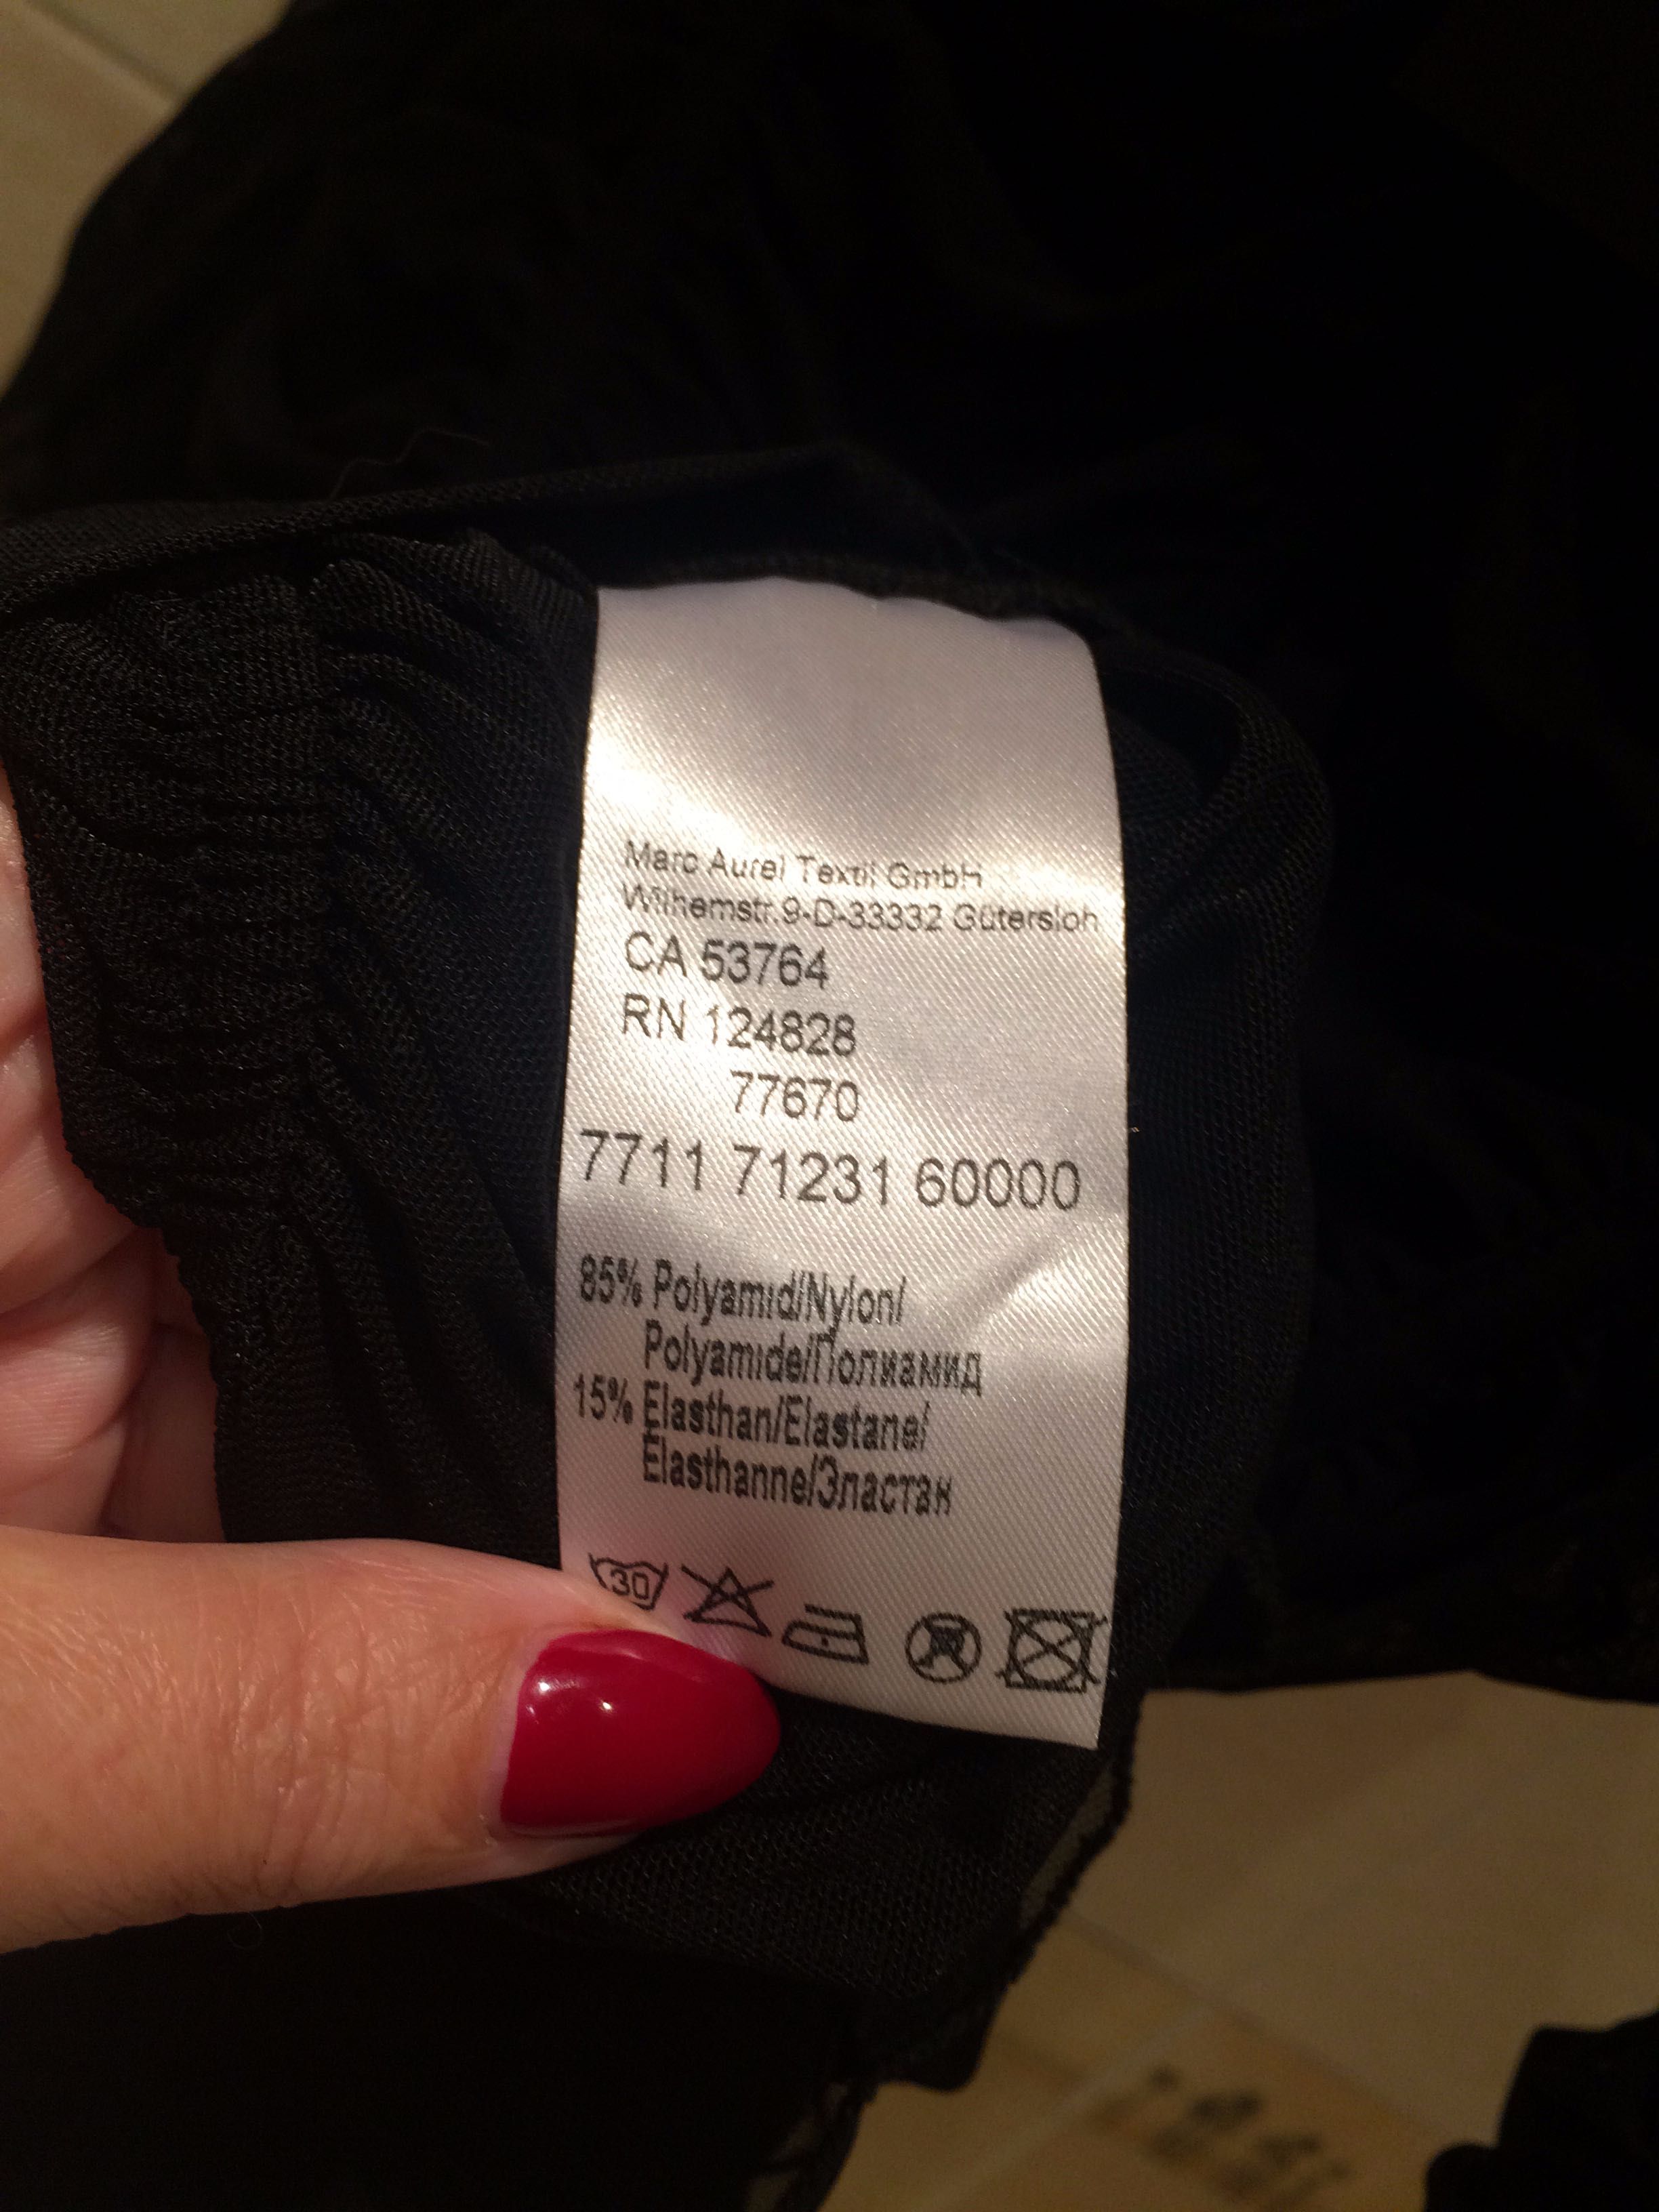 Marc Aurel Textil GmbH
Wilhemstr.9-D-33332 Gütersloh
CA 53764
RN 124828
77670
7711 71231 60000
85% Polyamid/Nylon/
Polyamide/Полиамид
15% Elasthan/Elastane/
Elasthanne/Эластан
30